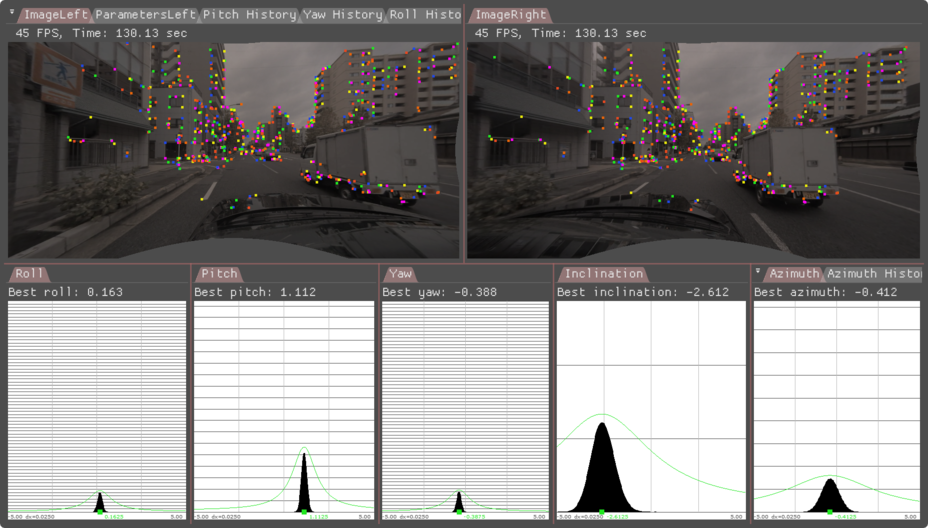 ImageLeft ParametersLeft Pitch History Yaw History Roll Histo
ImageRight
45 FPS, Time: 130.13 sec
45 FPS, Time: 130.13 sec
Roll
Pitch
Yaw
Inclination
Azimuth Azimuth Histo
Best roll: 0.163
Best pitch: 1.112
Best yaw: -0.388
Best inclination: -2.612
Best azimuth: -0.412
-5.00 dx=0.0250 0.1625 5.00
-5.00 dx=0.0250 1.1125 5.00
-5.00 dx=0.0250 -0.3875 5.00
-5.00 dx=0.0250 -2.6125 5.00
-5.00 dx=0.0250 -0.4125 5.00